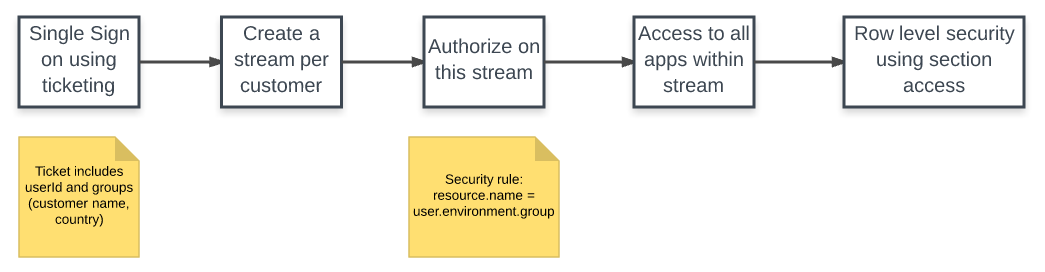 Single Sign
on using
ticketing
Create a
stream per
customer
Authorize on
this stream
Access to all
apps within
stream
Row level security
using section
access
Ticket includes
userId and groups
(customer name,
country)
Security rule:
resource.name =
user.environment.group